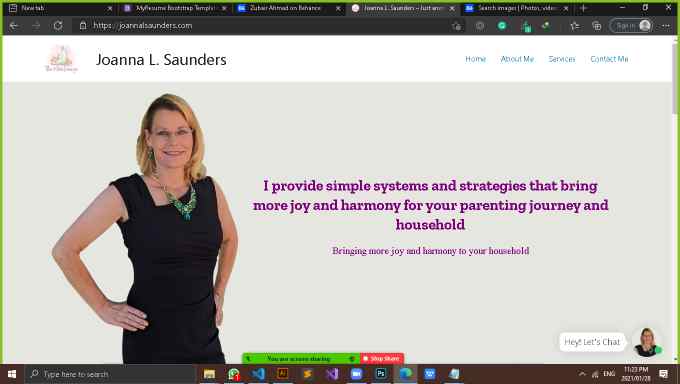 New tab
MyResume Bootstrap Templat
Zubair Ahmad on Behance
Joanna L. Saunders – Just ano
Search images | Photos, video
https://joannalsaunders.com
Sign in
Joanna L. Saunders
Home
About Me
Services
Contact Me
I provide simple systems and strategies that bring
more joy and harmony for your parenting journey and
household
Bringing more joy and harmony to your household
Hey! Let's Chat
You are screen sharing
Stop Share
Type here to search
ENG
11:23 PM
2021/01/28